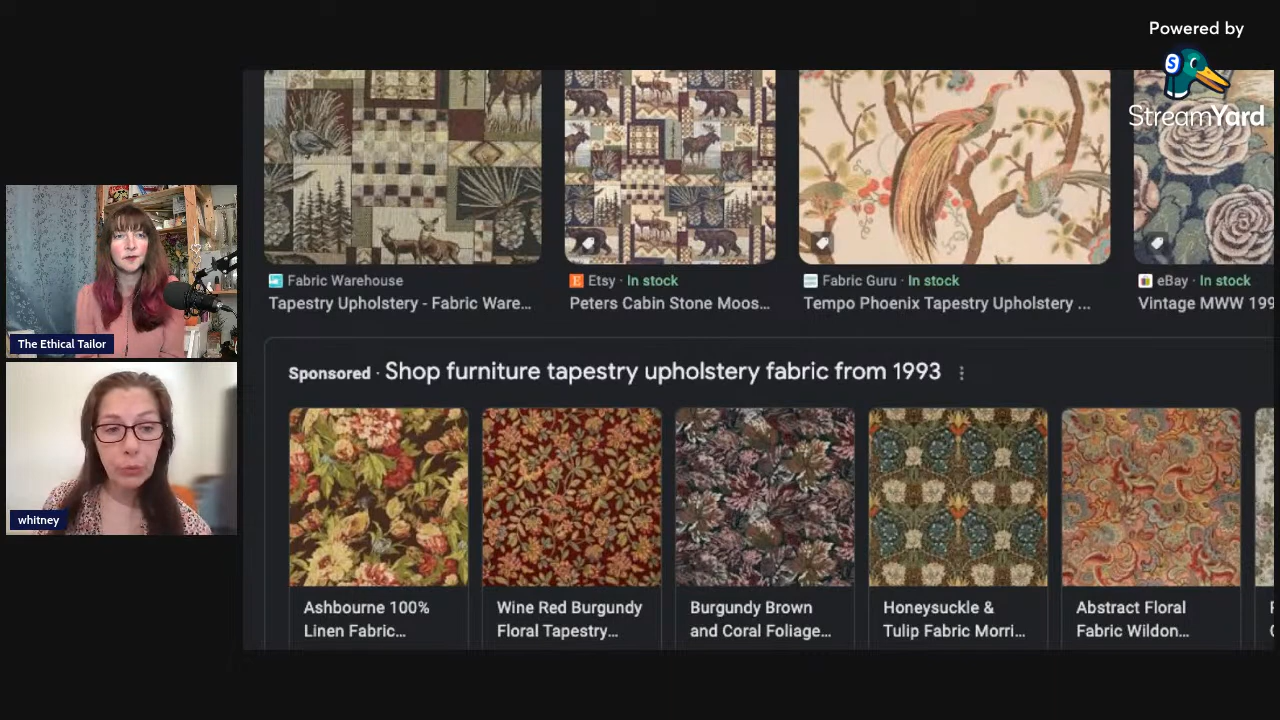 Powered by
S
StreamYard
The Ethical Tailor
whitney
Fabric Warehouse
Tapestry Upholstery - Fabric Ware...
Etsy · In stock
Peters Cabin Stone Moos...
Fabric Guru · In stock
Tempo Phoenix Tapestry Upholstery ...
eBay · In stock
Vintage MWW 199
Sponsored · Shop furniture tapestry upholstery fabric from 1993
Ashbourne 100%
Linen Fabric...
Wine Red Burgundy
Floral Tapestry...
Burgundy Brown
and Coral Foliage...
Honeysuckle &
Tulip Fabric Morri...
Abstract Floral
Fabric Wildon...